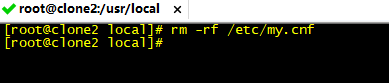 root@clone2:/usr/local
[root@clone2 local]# rm -rf /etc/my.cnf
[root@clone2 local]#